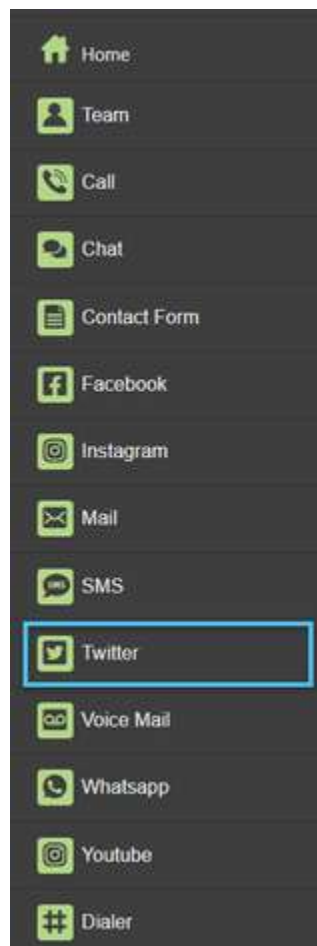 Home
Team
Call
Chat
Contact Form
Facebook
Instagram
Mail
SMS
Twitter
Voice Mail
Whatsapp
Youtube
Dialer